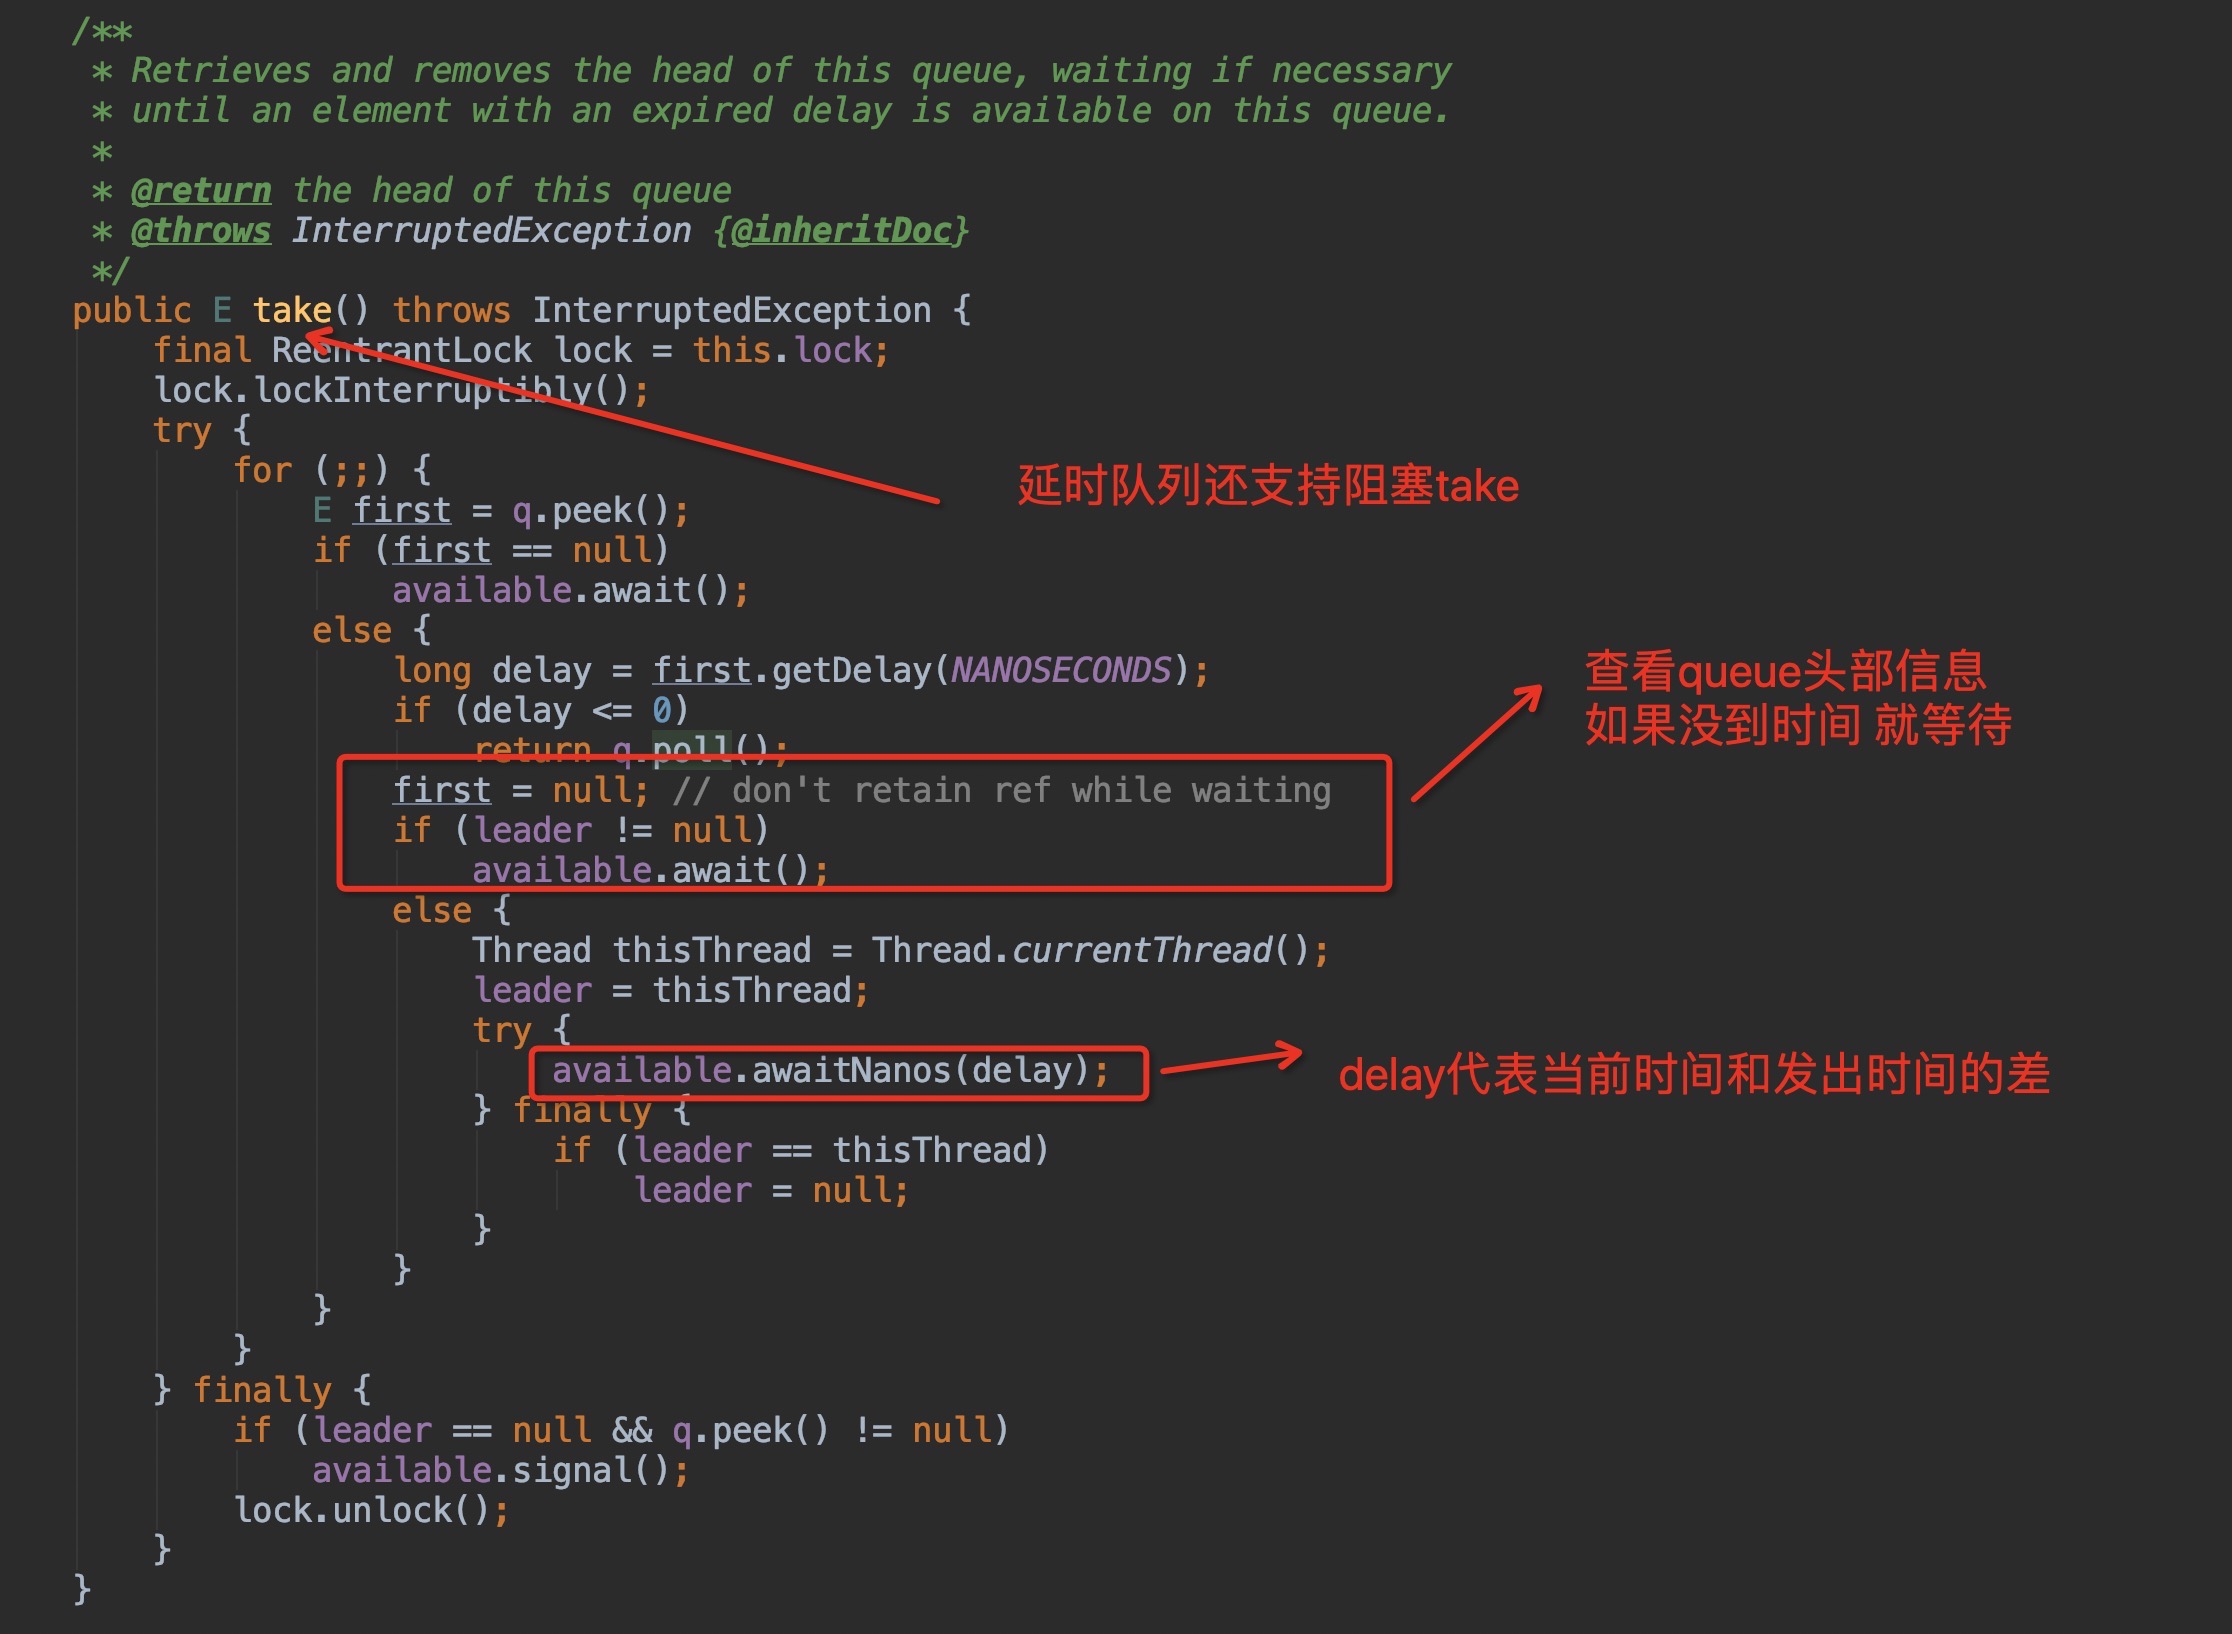 /**
 * Retrieves and removes the head of this queue, waiting if necessary
 * until an element with an expired delay is available on this queue.
 *
 * @return the head of this queue
 * @throws InterruptedException {@inheritDoc}
 */
public E take() throws InterruptedException {
    final ReentrantLock lock = this.lock;
    lock.lockInterruptibly();
    try {
        for (;;) {
延时队列还支持阻塞take
            E first = q.peek();
            if (first == null)
                available.await();
            else {
                long delay = first.getDelay(NANOSECONDS);
查看queue头部信息
                if (delay <= 0)
如果没到时间 就等待
                    return q.poll();
                first = null; // don't retain ref while waiting
                if (leader != null)
                    available.await();
                else {
                    Thread thisThread = Thread.currentThread();
                    leader = thisThread;
                    try {
                        available.awaitNanos(delay);
delay代表当前时间和发出时间的差
                    } finally {
                        if (leader == thisThread)
                            leader = null;
                    }
                }
            }
        }
    } finally {
        if (leader == null && q.peek() != null)
            available.signal();
        lock.unlock();
    }
}